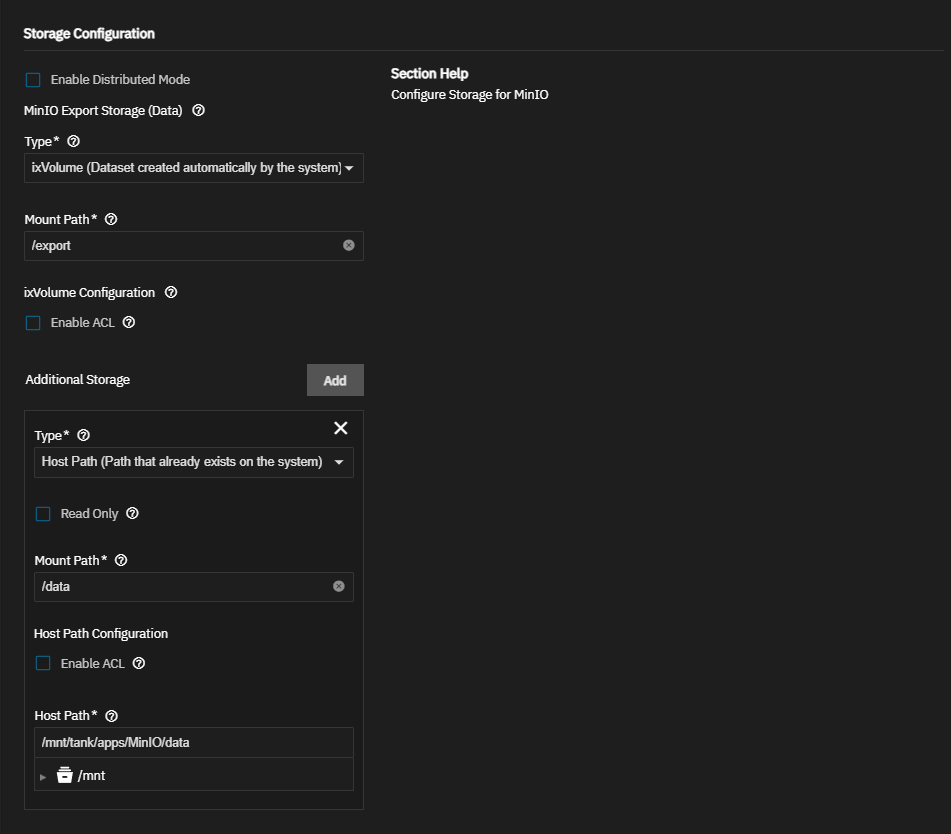 Storage Configuration
Enable Distributed Mode
MinIO Export Storage (Data)
Type*
ixVolume (Dataset created automatically by the system)
Mount Path*
/export
ixVolume Configuration
Enable ACL
Additional Storage
Add
Type*
Host Path (Path that already exists on the system)
Read Only
Mount Path*
/data
Host Path Configuration
Enable ACL
Host Path*
/mnt/tank/apps/MinIO/data
/mnt
Section Help
Configure Storage for MinIO